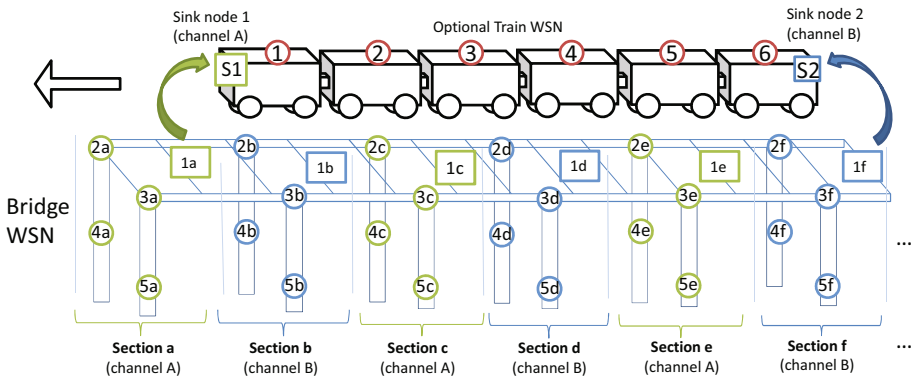 Sink node 1
(channel A)
Optional Train WSN
Sink node 2
(channel B)
S1
1
2
3
4
5
6
S2
2a
1a
2b
1b
2c
1c
2d
1d
2e
1e
2f
1f
3a
3b
3c
3d
3e
3f
Bridge
WSN
4a
4b
4c
4d
4e
4f
...
5a
5b
5c
5d
5e
5f
Section a
(channel A)
Section b
(channel B)
Section c
(channel A)
Section d
(channel B)
Section e
(channel A)
Section f
(channel B)
...